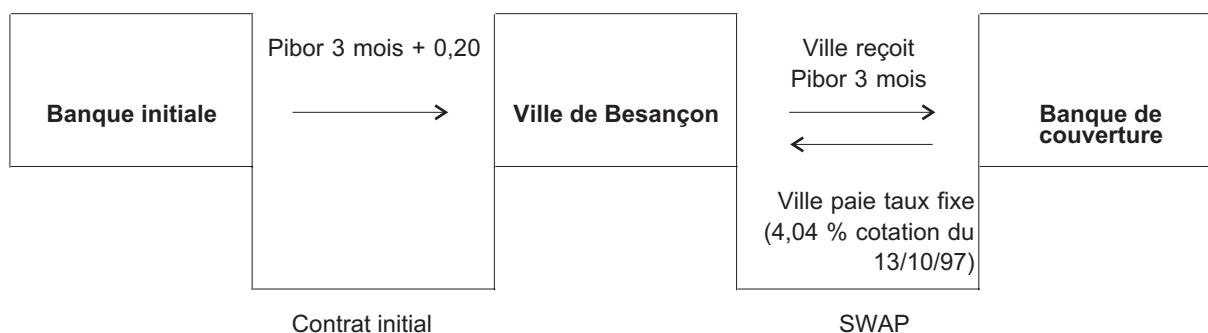 Pibor 3 mois + 0,20
Ville reçoit
Pibor 3 mois
Banque initiale
Ville de Besançon
Banque de
couverture
Ville paie taux fixe
(4,04 % cotation du
13/10/97)
Contrat initial
SWAP